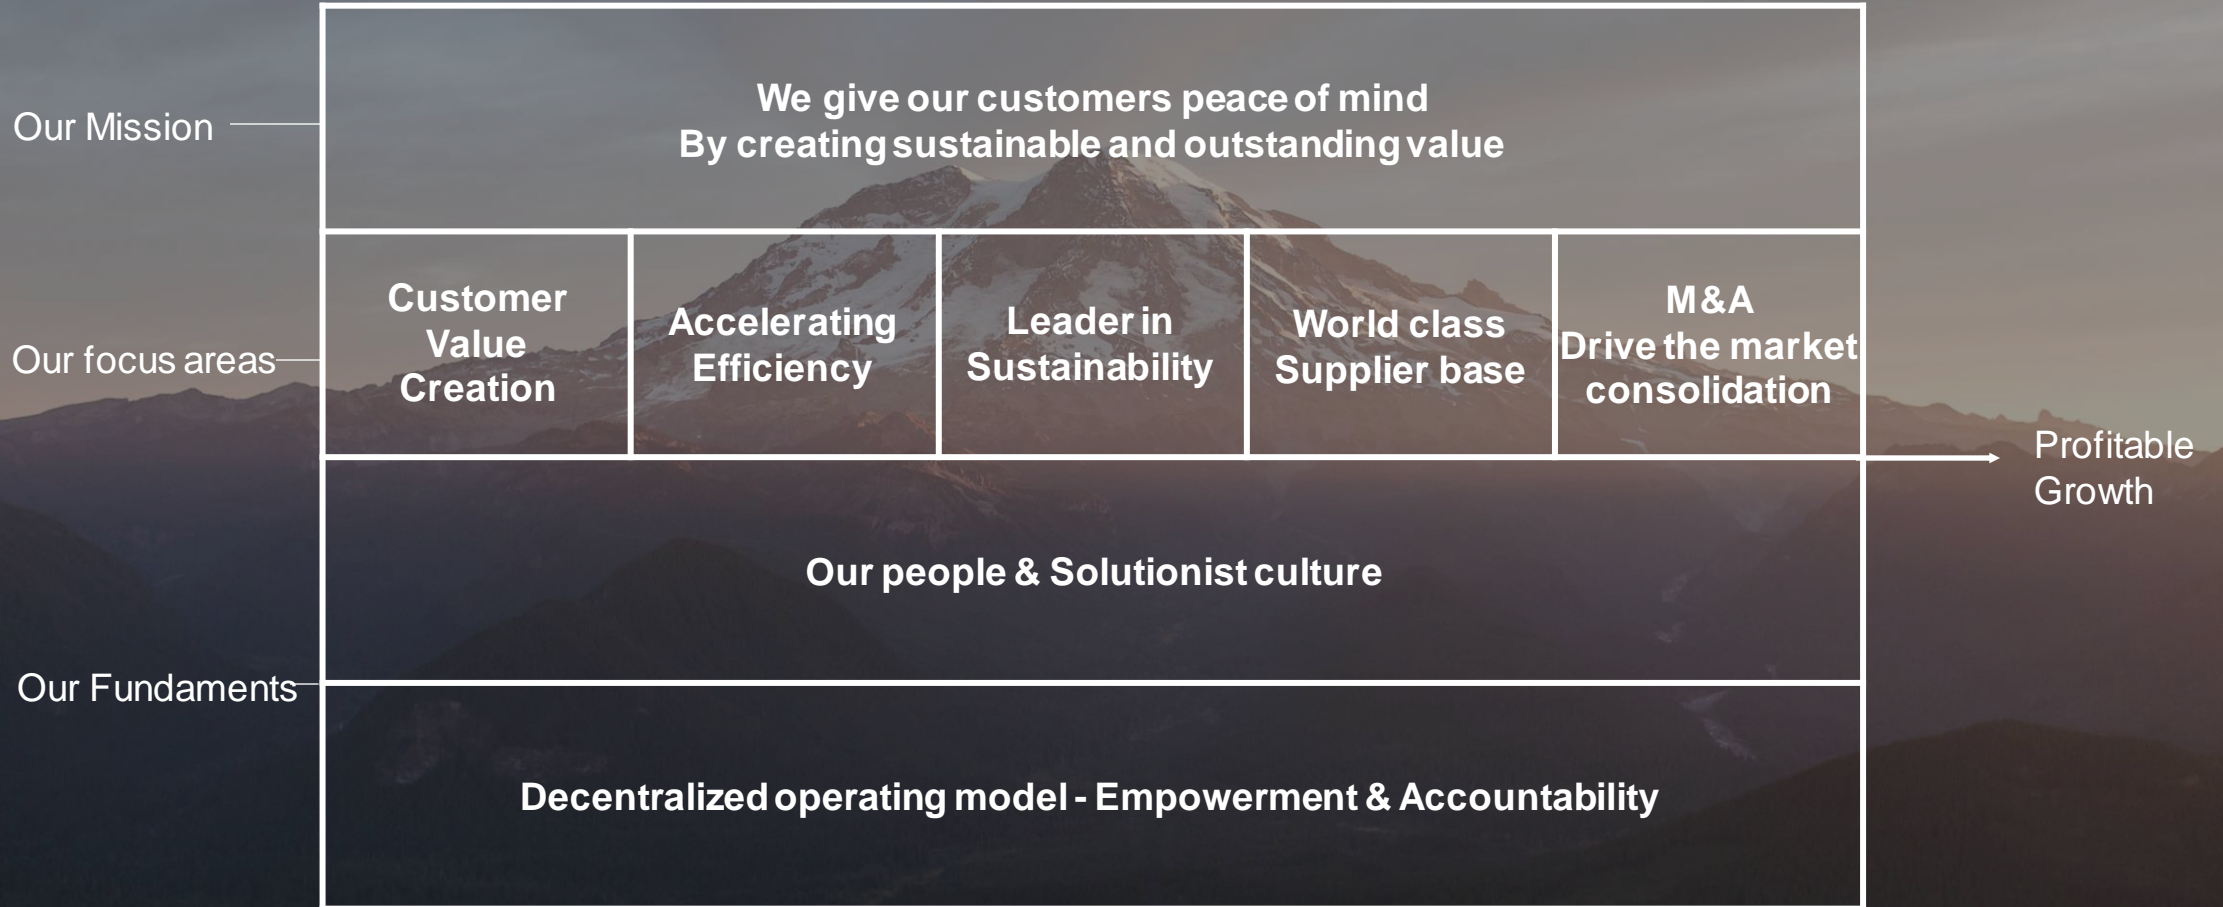 Our Mission
We give our customers peace of mind
By creating sustainable and outstanding value
Our focus areas
Customer
Value
Creation
Accelerating
Efficiency
Leader in
Sustainability
World class
Supplier base
M&A
Drive the market
consolidation
Profitable
Growth
Our people & Solutionist culture
Our Fundaments
Decentralized operating model - Empowerment & Accountability